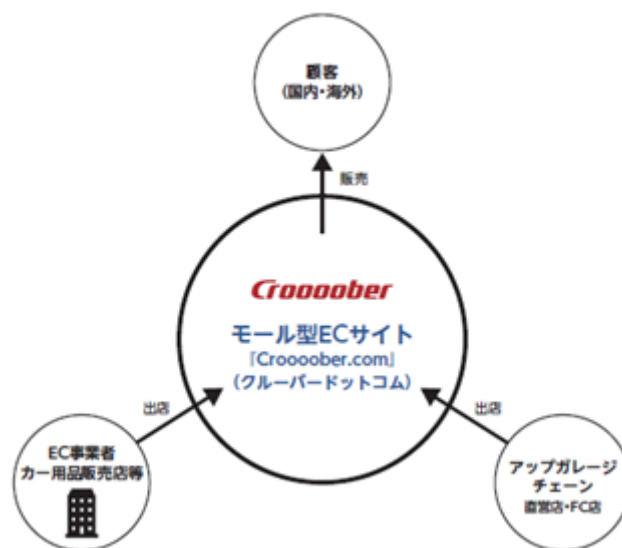 顧客
(国内・海外)
販売
Croooober
モール型ECサイト
「Croooober.com」
(クルーバードットコム)
出店
出店
EC事業者
カー用品販売店等
アップガレージ
チェーン
直営店・FC店